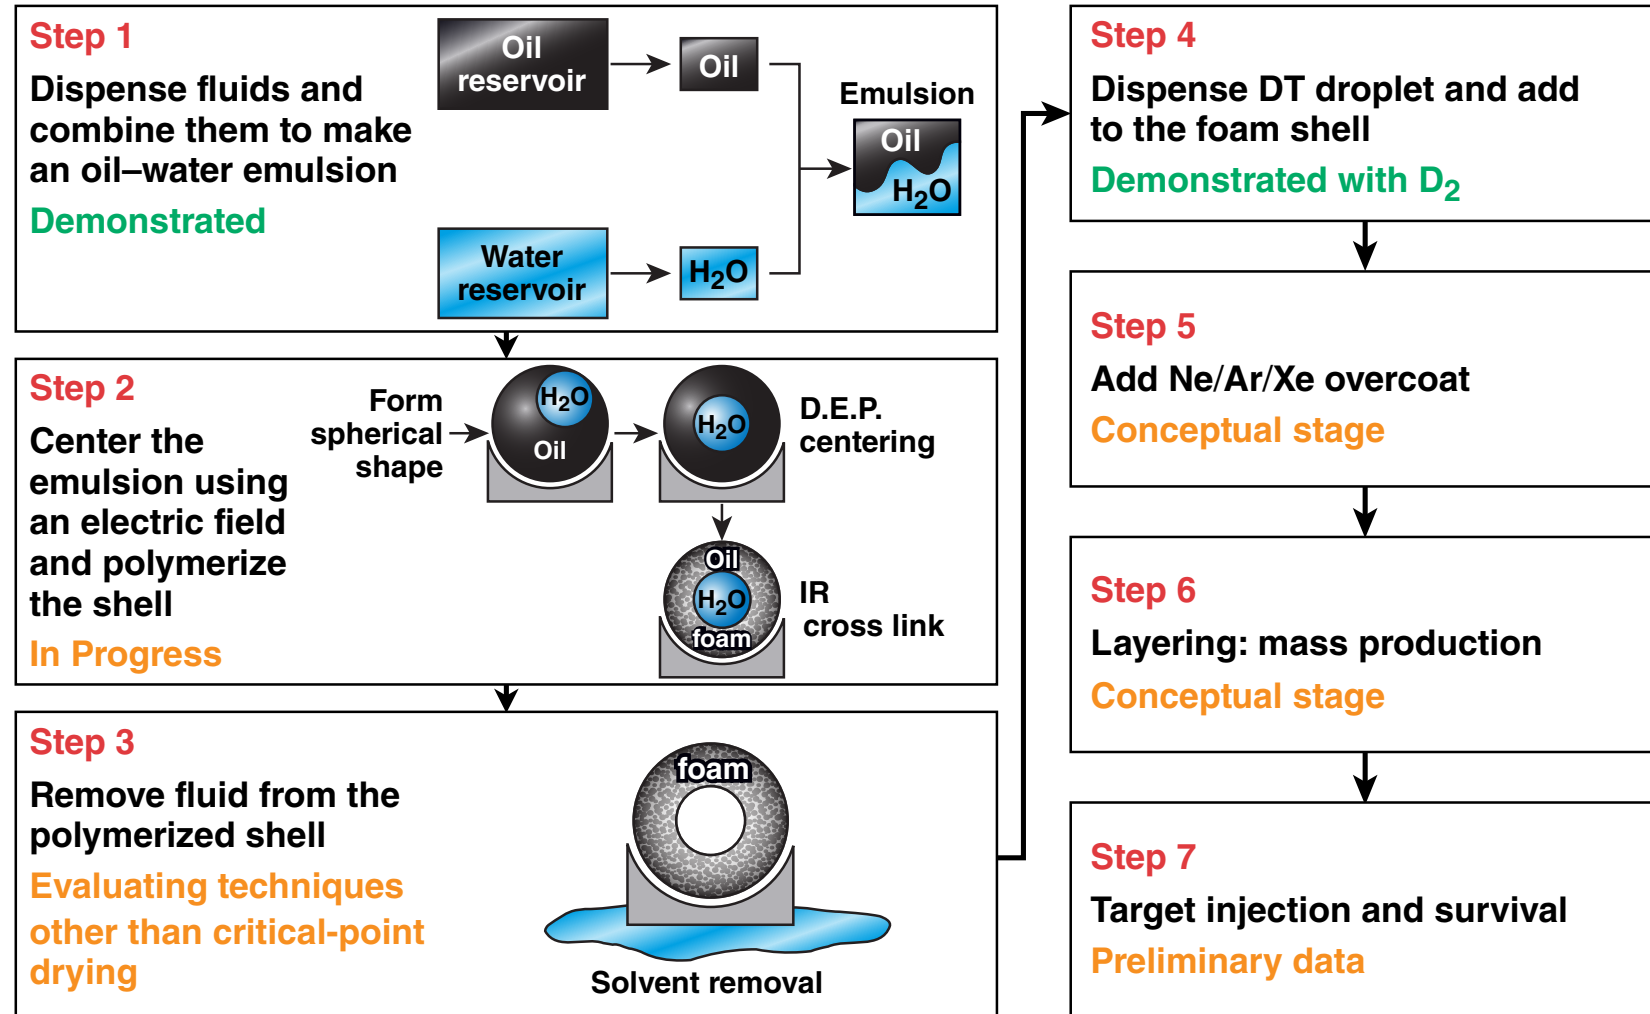 Step 1
Dispense fluids and
combine them to make
an oil–water emulsion
Demonstrated
Oil
reservoir
Oil
Emulsion
Oil
H2O
Water
reservoir
H2O
Step 2
Center the
emulsion using
an electric field
and polymerize
the shell
In Progress
Form
spherical
shape
H2O
Oil
H2O
D.E.P.
centering
Oil
H2O
foam
IR
cross link
Step 3
Remove fluid from the
polymerized shell
Evaluating techniques
other than critical-point
drying
foam
Solvent removal
Step 4
Dispense DT droplet and add
to the foam shell
Demonstrated with D2
Step 5
Add Ne/Ar/Xe overcoat
Conceptual stage
Step 6
Layering: mass production
Conceptual stage
Step 7
Target injection and survival
Preliminary data